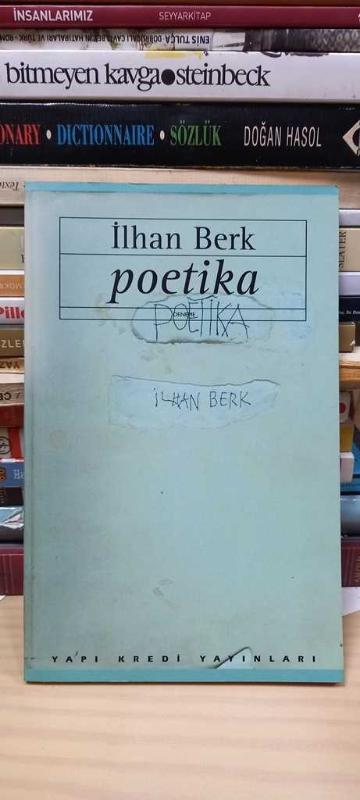 İNSANLARIMIZ SEYYARKİTAP
bitmeyen kavga•steinbeck
DICTIONNAIRE • SÖZLÜK DOĞAN HASOL
İlhan Berk
poetika
DENEME
POETİKA
İLHAN BERK
YAPI KREDİ YAYINLARI